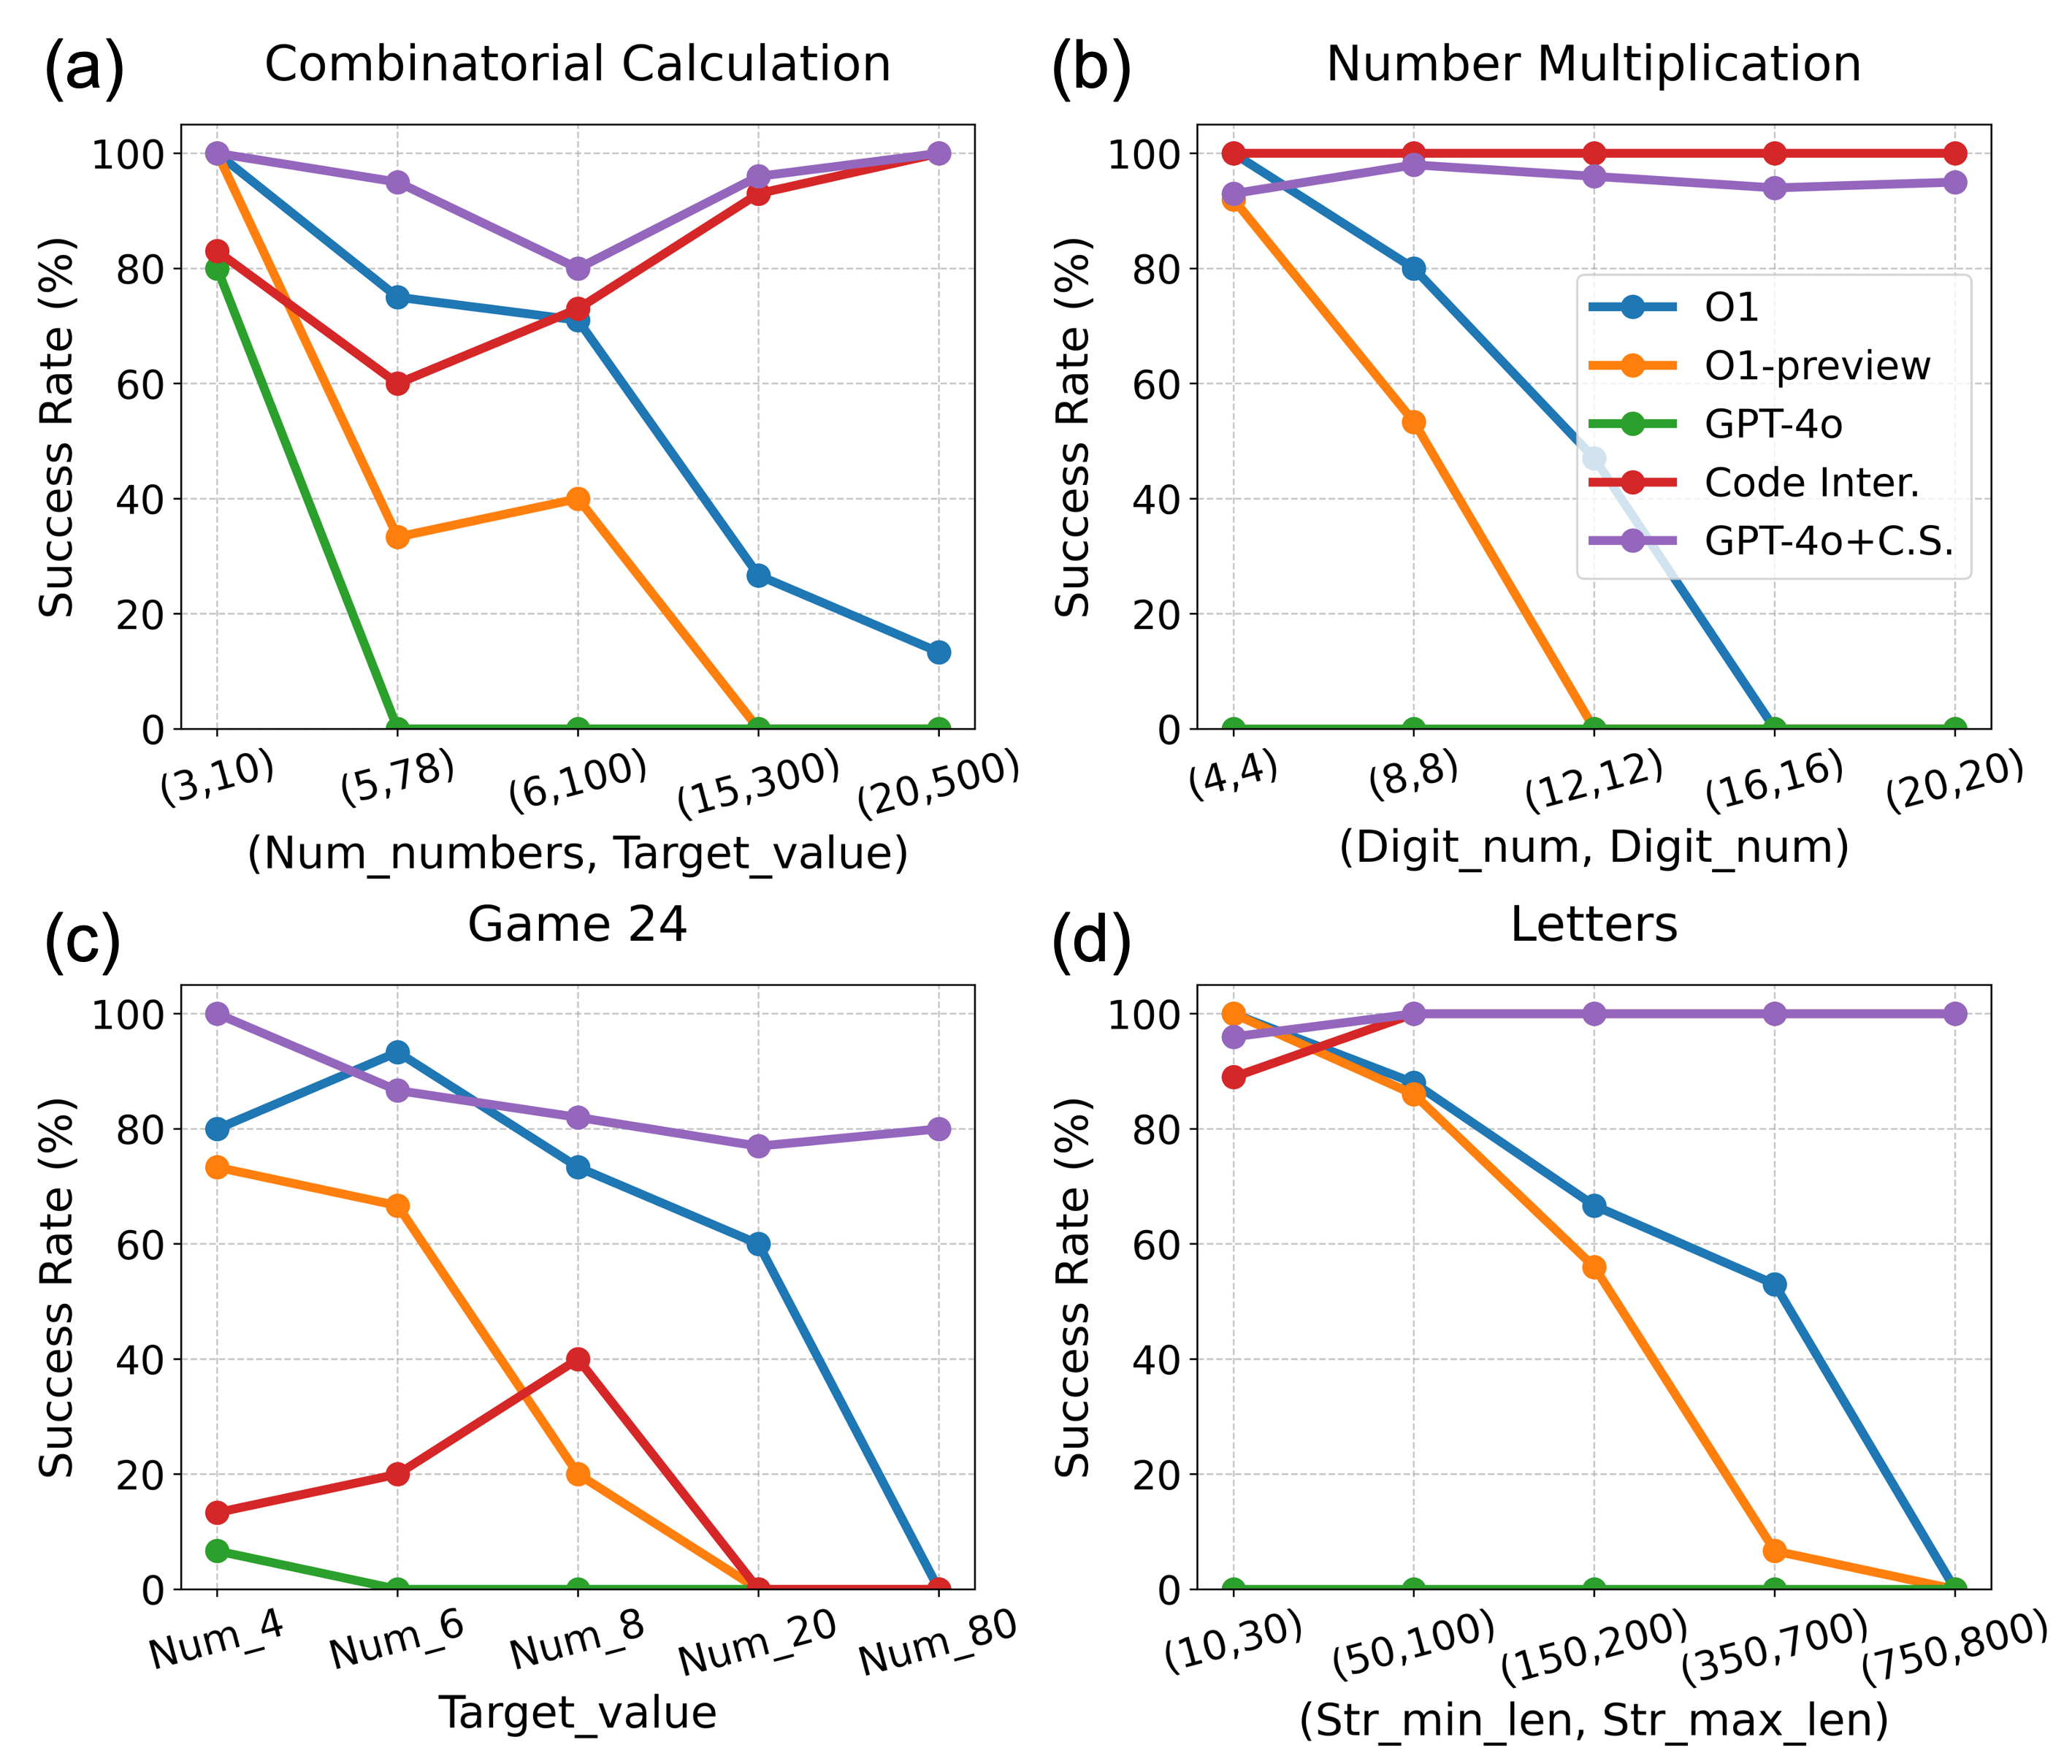 (a)
Combinatorial Calculation
Success Rate (%)
100
80
60
40
20
0
(3,10)
(5,78)
(6,100)
(15,300)
(20,500)
(Num_numbers, Target_value)
(b)
Number Multiplication
Success Rate (%)
100
80
60
40
20
0
O1
O1-preview
GPT-4o
Code Inter.
GPT-4o+C.S.
(4,4)
(8,8)
(12,12)
(16,16)
(20,20)
(Digit_num, Digit_num)
(c)
Game 24
Success Rate (%)
100
80
60
40
20
0
Num_4
Num_6
Num_8
Num_20
Num_80
Target_value
(d)
Letters
Success Rate (%)
100
80
60
40
20
0
(10,30)
(50,100)
(150,200)
(350,700)
(750,800)
(Str_min_len, Str_max_len)